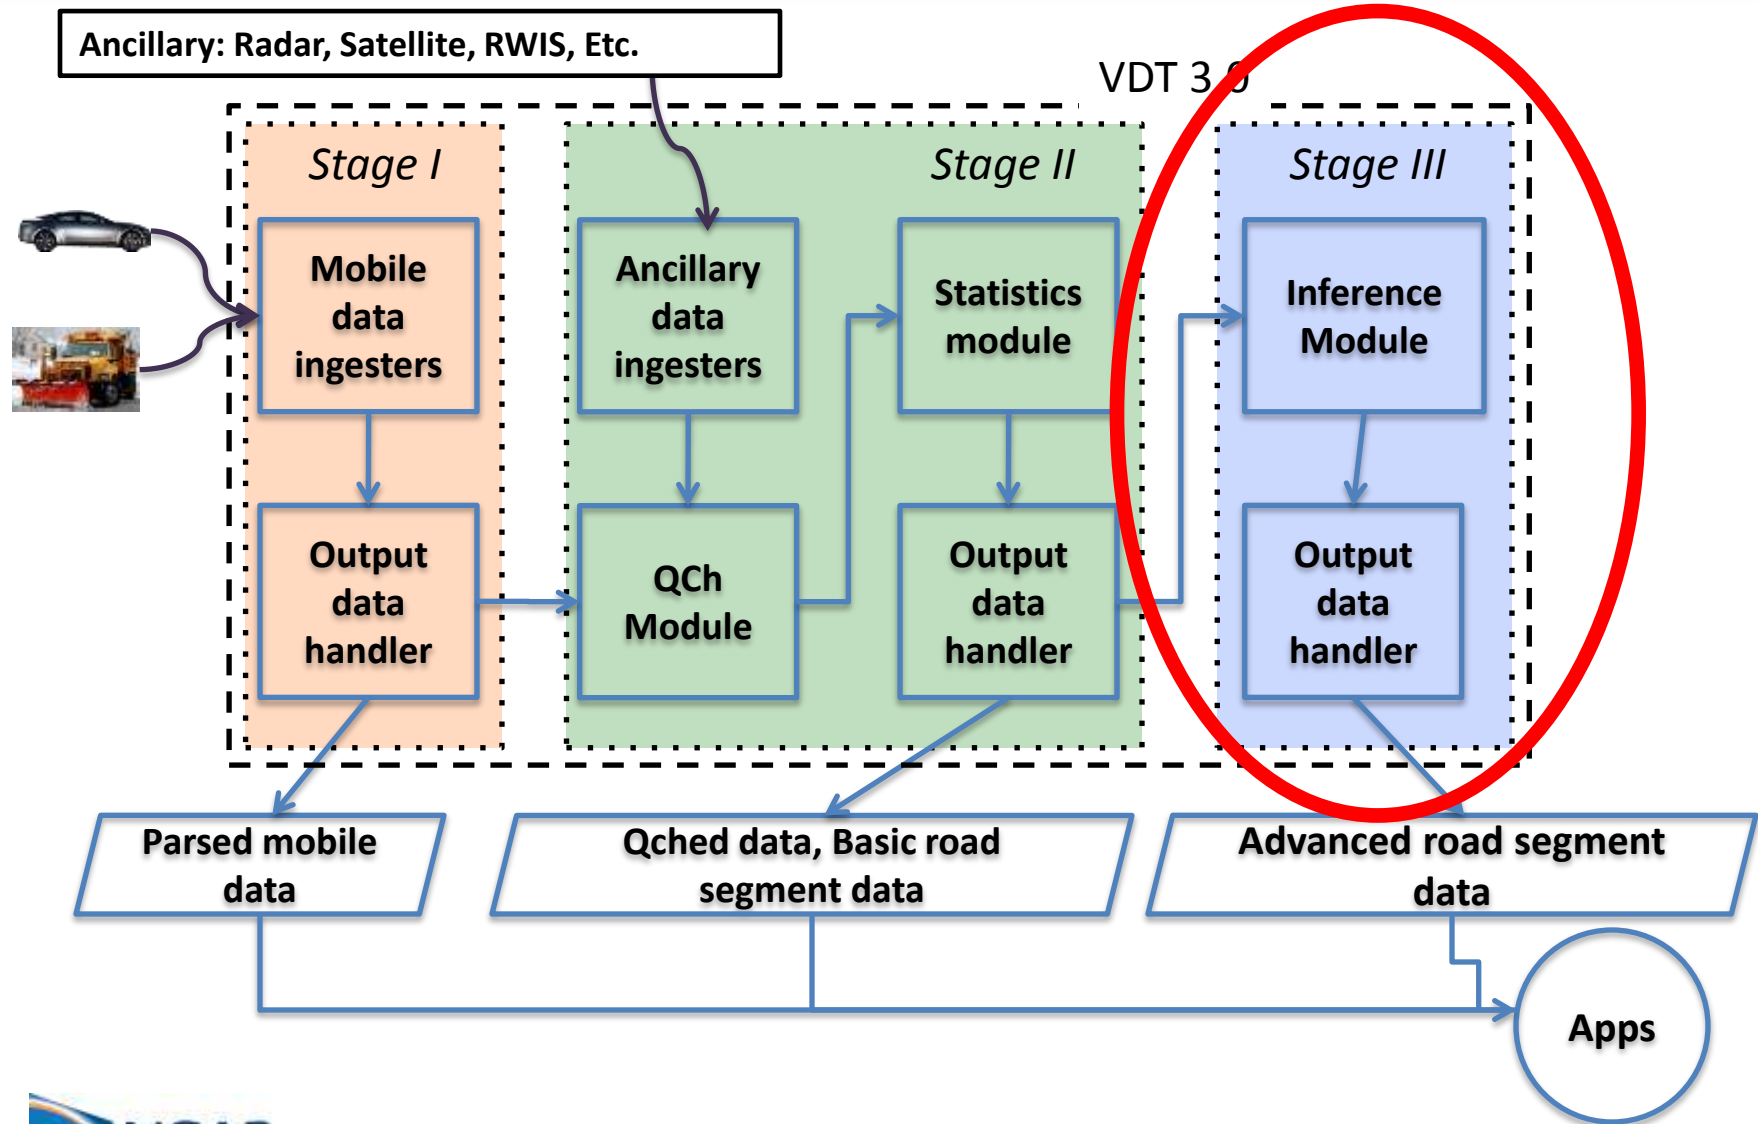 Ancillary: Radar, Satellite, RWIS, Etc.
VDT 3.0
Stage I
Stage II
Stage III
Mobile
data
ingesters
Ancillary
data
ingesters
Statistics
module
Inference
Module
Output
data
handler
QCh
Module
Output
data
handler
Output
data
handler
Parsed mobile
data
Qched data, Basic road
segment data
Advanced road segment
data
Apps